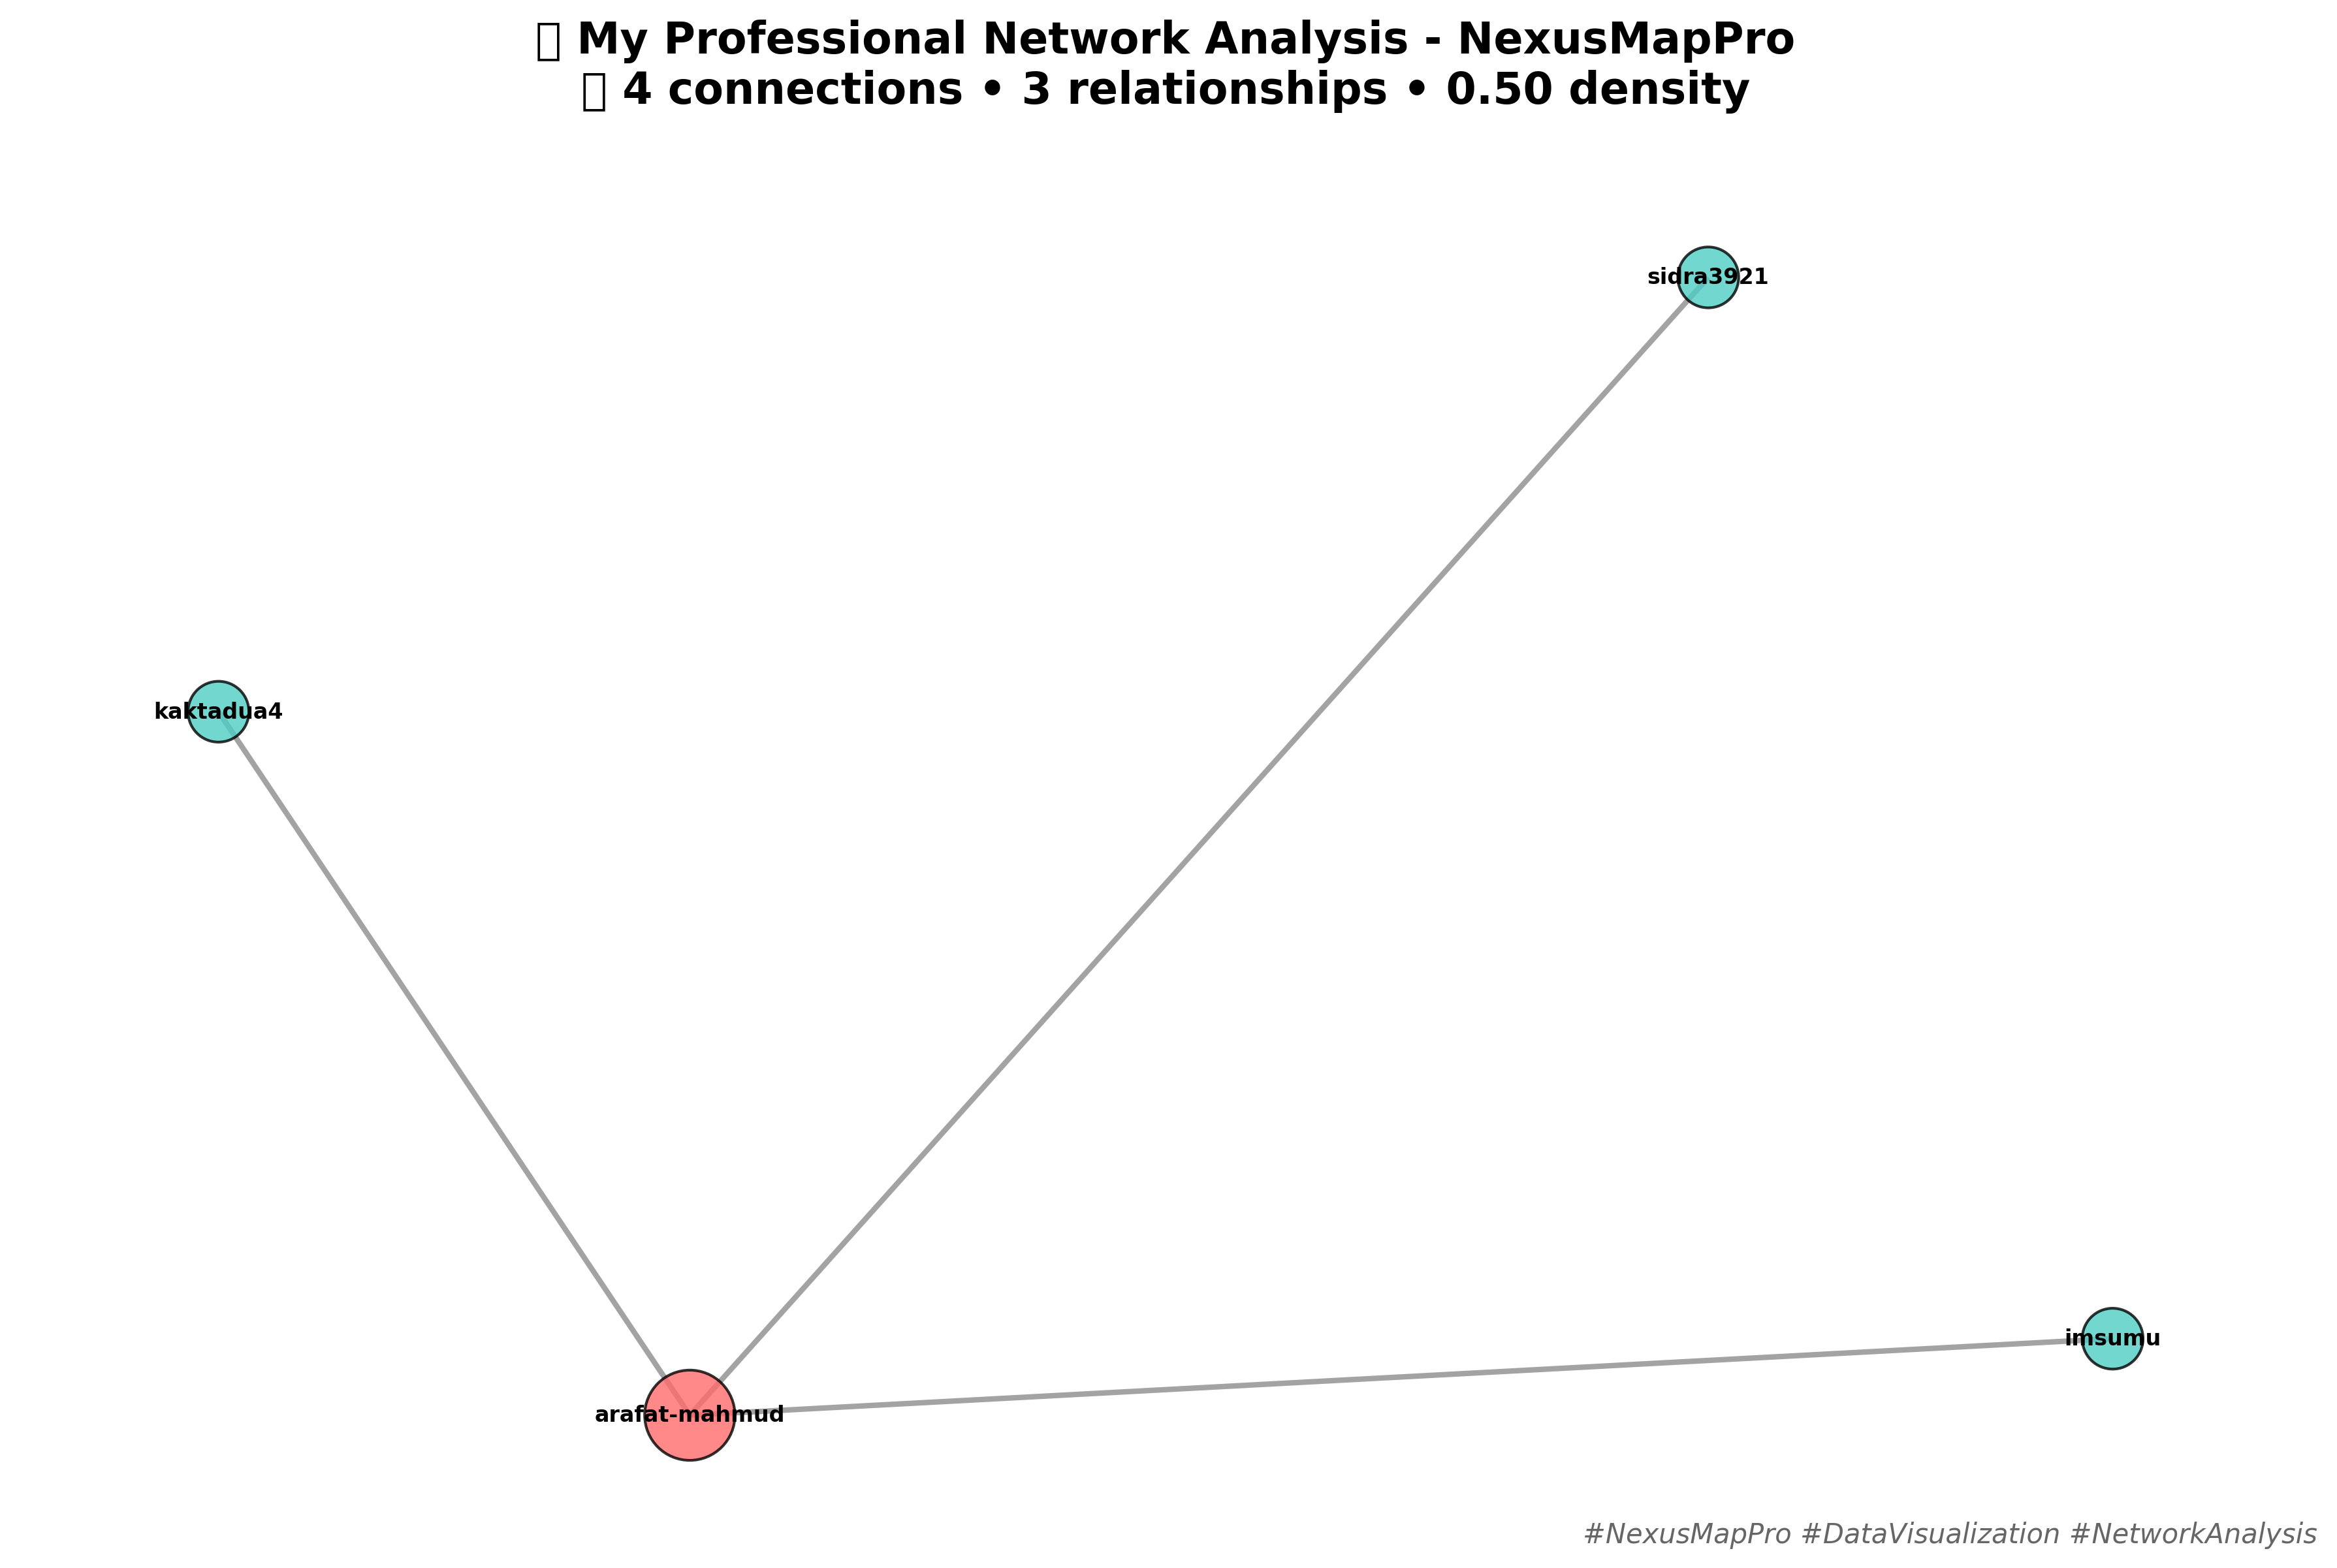 ▯ My Professional Network Analysis - NexusMapPro
▯ 4 connections • 3 relationships • 0.50 density
sidra3921
kaktadua4
imsumu
arafat-mahmud
#NexusMapPro #DataVisualization #NetworkAnalysis